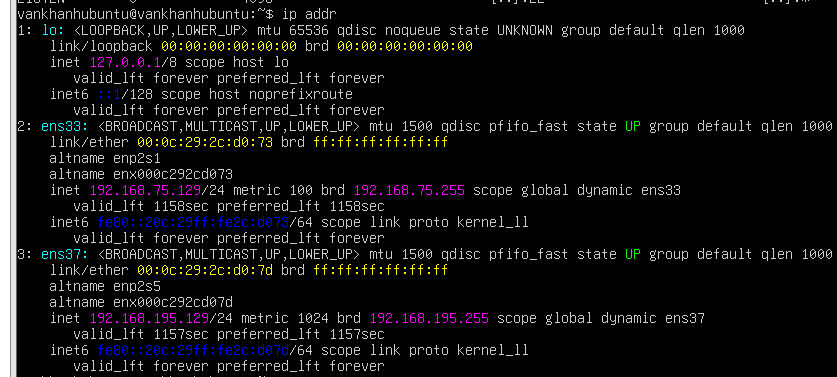 vankhanhubuntu@vankhanhubuntu:~$ ip addr
1: lo: <LOOPBACK,UP,LOWER_UP> mtu 65536 qdisc noqueue state UNKNOWN group default qlen 1000
link/loopback 00:00:00:00:00:00 brd 00:00:00:00:00:00
inet 127.0.0.1/8 scope host lo
valid_lft forever preferred_lft forever
inet6 ::1/128 scope host noprefixroute
valid_lft forever preferred_lft forever
2: ens33: <BROADCAST,MULTICAST,UP,LOWER_UP> mtu 1500 qdisc pfifo_fast state UP group default qlen 1000
link/ether 00:0c:29:2c:d0:73 brd ff:ff:ff:ff:ff:ff
altname enp2s1
altname enx000c292cd073
inet 192.168.75.129/24 metric 100 brd 192.168.75.255 scope global dynamic ens33
valid_lft 1158sec preferred_lft 1158sec
inet6 fe80::20c:29ff:fe2c:d073/64 scope link proto kernel_ll
valid_lft forever preferred_lft forever
3: ens37: <BROADCAST,MULTICAST,UP,LOWER_UP> mtu 1500 qdisc pfifo_fast state UP group default qlen 1000
link/ether 00:0c:29:2c:d0:7d brd ff:ff:ff:ff:ff:ff
altname enp2s5
altname enx000c292cd07d
inet 192.168.195.129/24 metric 1024 brd 192.168.195.255 scope global dynamic ens37
valid_lft 1157sec preferred_lft 1157sec
inet6 fe80::20c:29ff:fe2c:d07d/64 scope link proto kernel_ll
valid_lft forever preferred_lft forever